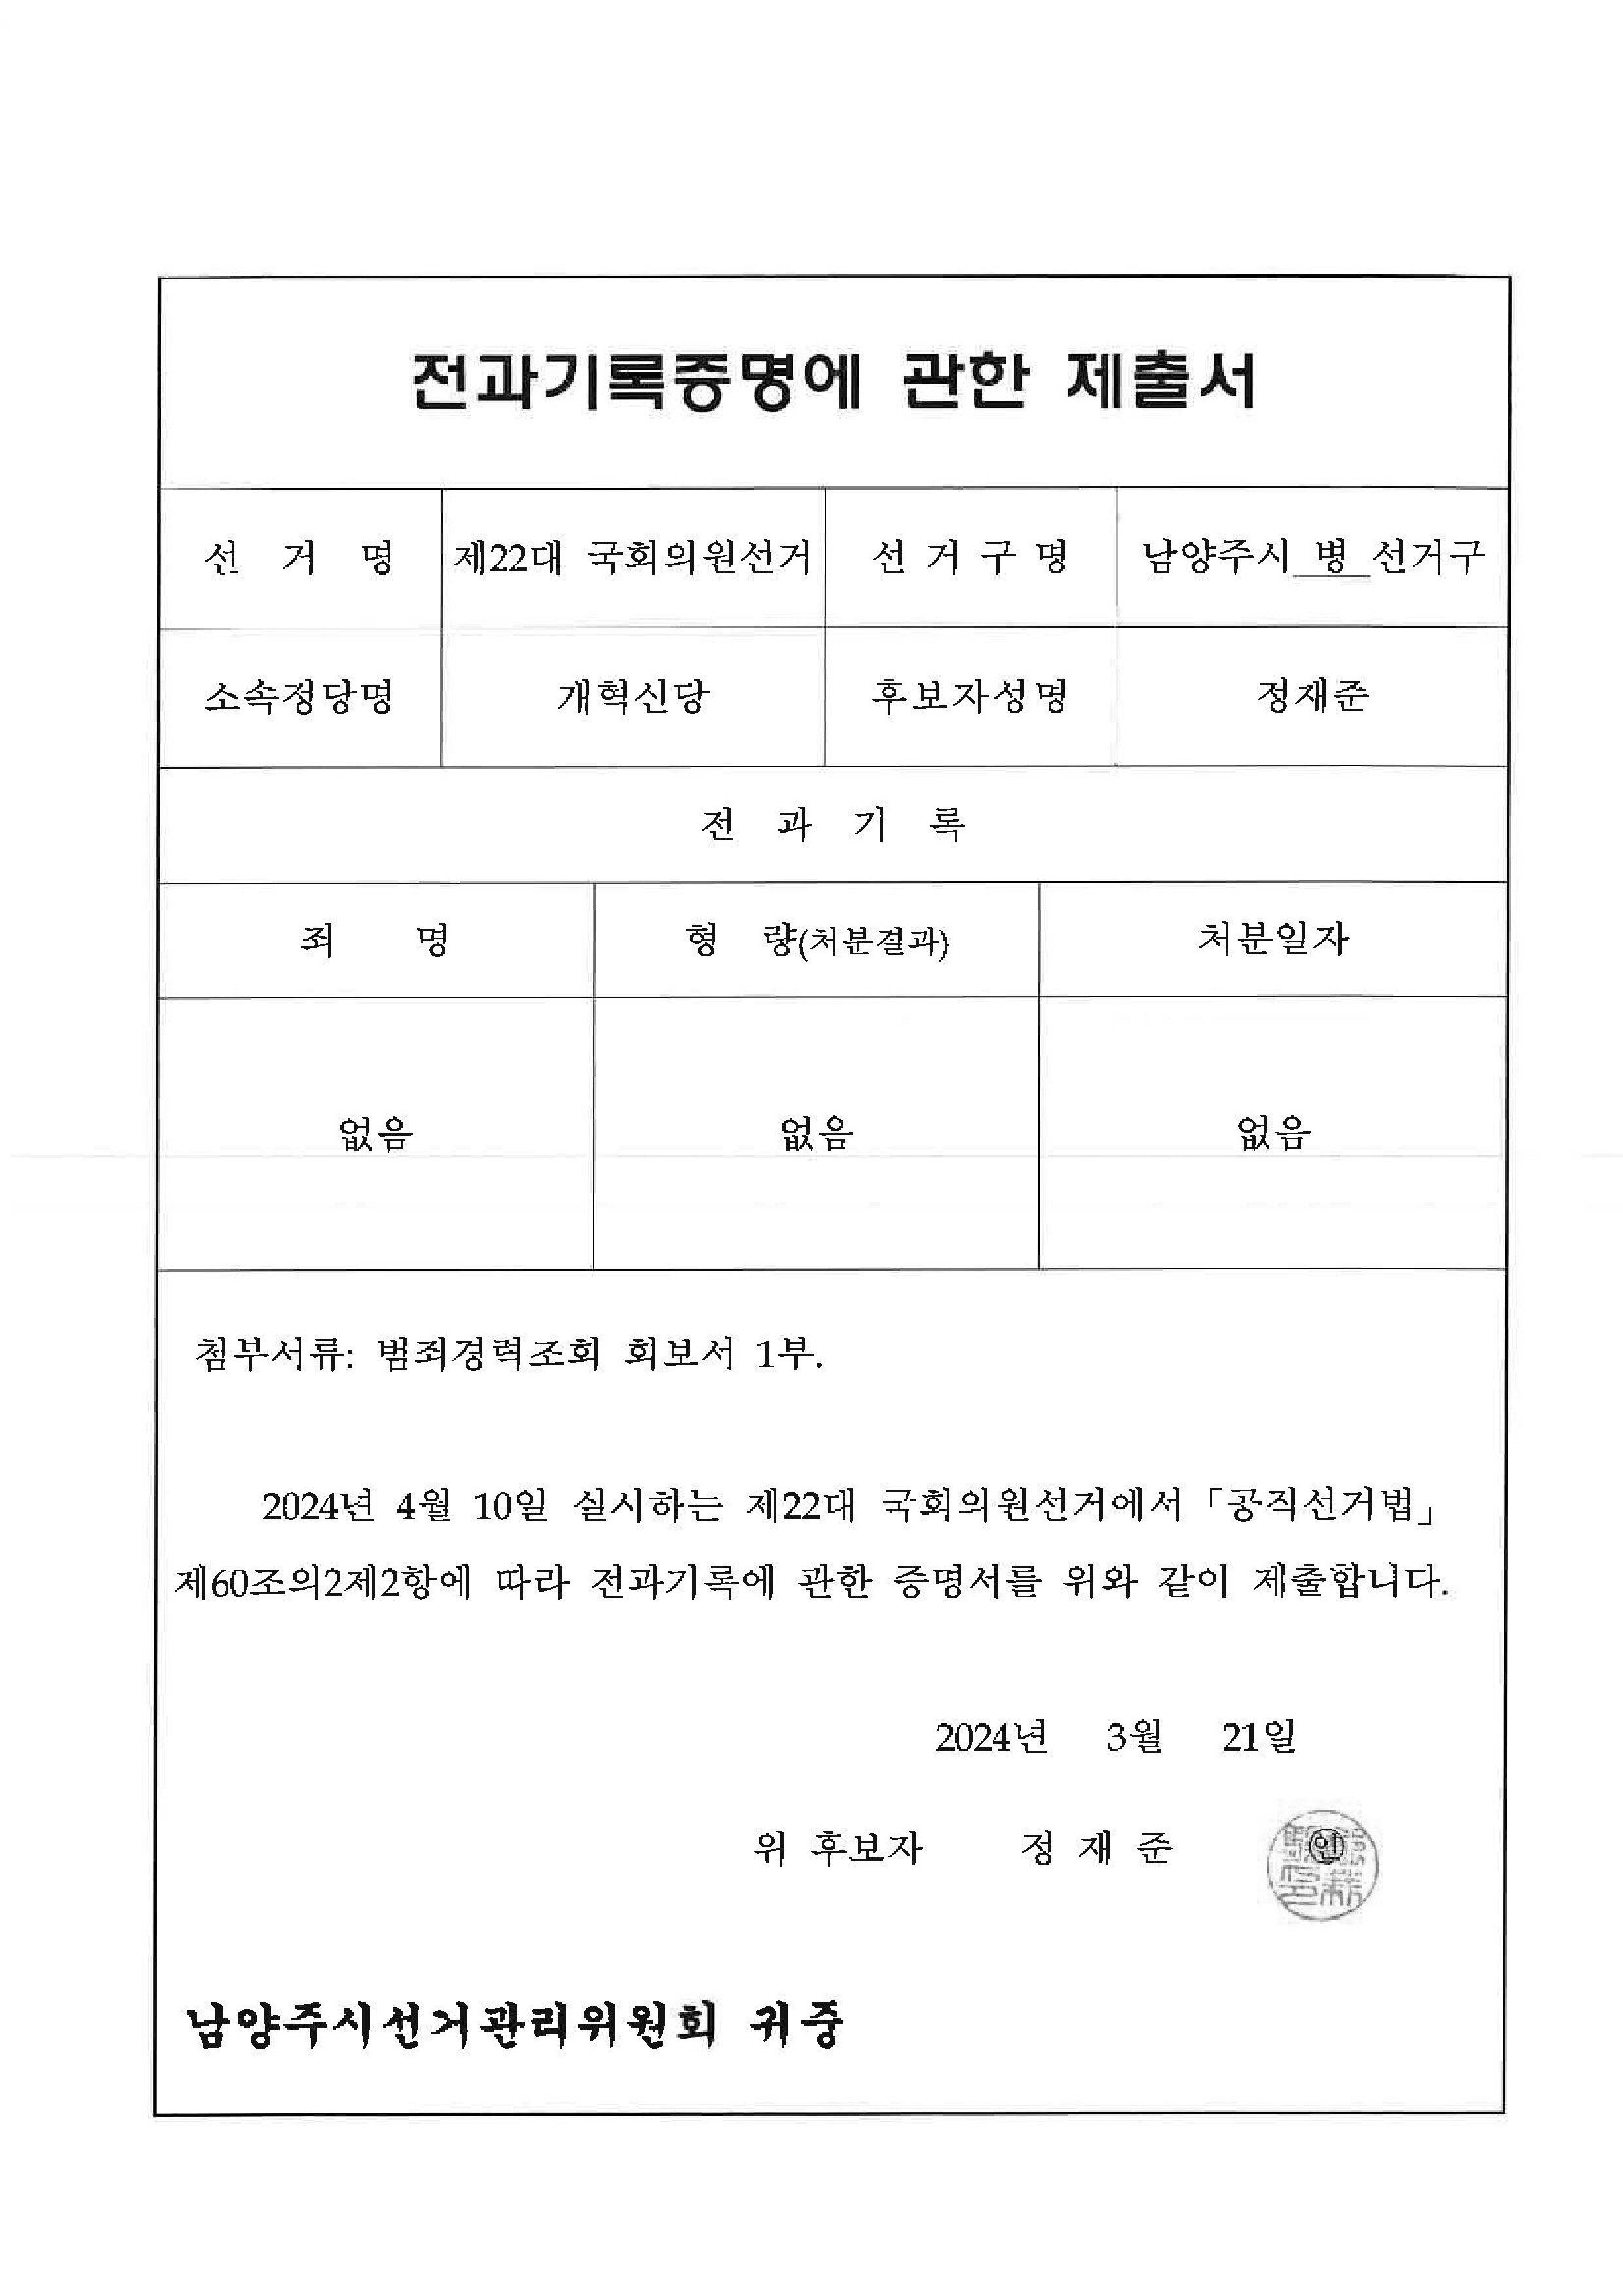 전과기록증명에 관한 제출서
선 거 명 제22대 국회의원선거 선 거 구 명 남양주시 병 선거구
소속정당명 개혁신당 후보자성명 정재준
전 과 기 록
죄 명 형 량(처분결과) 처분일자
없음 없음 없음
첨부서류: 범죄경력조회 회보서 1부.
2024년 4월 10일 실시하는 제22대 국회의원선거에서 「공직선거법」
제60조의2제2항에 따라 전과기록에 관한 증명서를 위와 같이 제출합니다.
2024년 3월 21일
위 후보자 정 재 준 ㊞
남양주시선거관리위원회 귀중